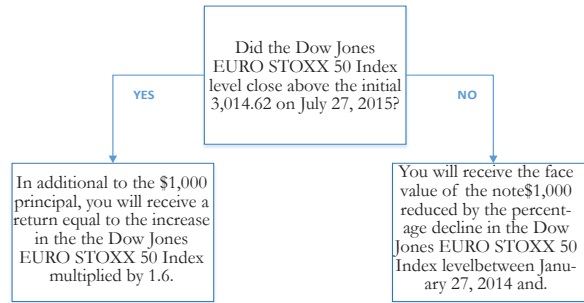 Did the Dow Jones
EURO STOXX 50 Index
level close above the initial
3,014.62 on July 27, 2015?
YES
NO
In additional to the $1,000
principal, you will receive a
return equal to the increase
in the the Dow Jones
EURO STOXX 50 Index
multiplied by 1.6.
You will receive the face
value of the note$1,000
reduced by the percent-
age decline in the Dow
Jones EURO STOXX 50
Index levelbetween Janu-
ary 27, 2014 and.